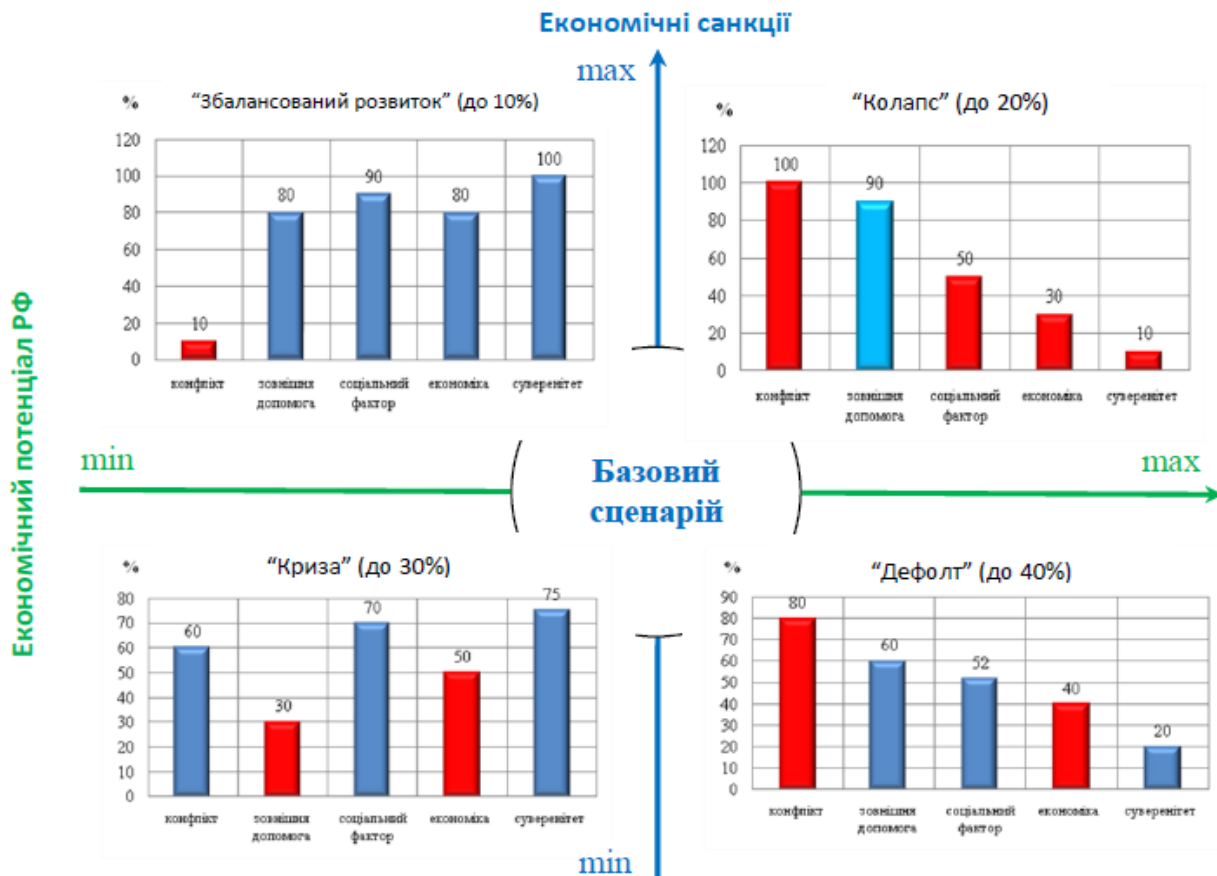 Економічні санкції
max
Економічний потенціал РФ
%
“Збалансований розвиток” (до 10%)
120
100
80
60
40
20
0
10
80
90
80
100
конфлікт
зовнішня
допомога
соціальний
фактор
економіка
суверенітет
%
“Колапс” (до 20%)
120
100
80
60
40
20
0
100
90
50
30
10
конфлікт
зовнішня
допомога
соціальний
фактор
економіка
суверенітет
min
Базовий
сценарій
max
%
“Криза” (до 30%)
80
70
60
50
40
30
20
10
0
60
30
70
50
75
конфлікт
зовнішня
допомога
соціальний
фактор
економіка
суверенітет
%
“Дефолт” (до 40%)
90
80
70
60
50
40
30
20
10
0
80
60
52
40
20
конфлікт
зовнішня
допомога
соціальний
фактор
економіка
суверенітет
min